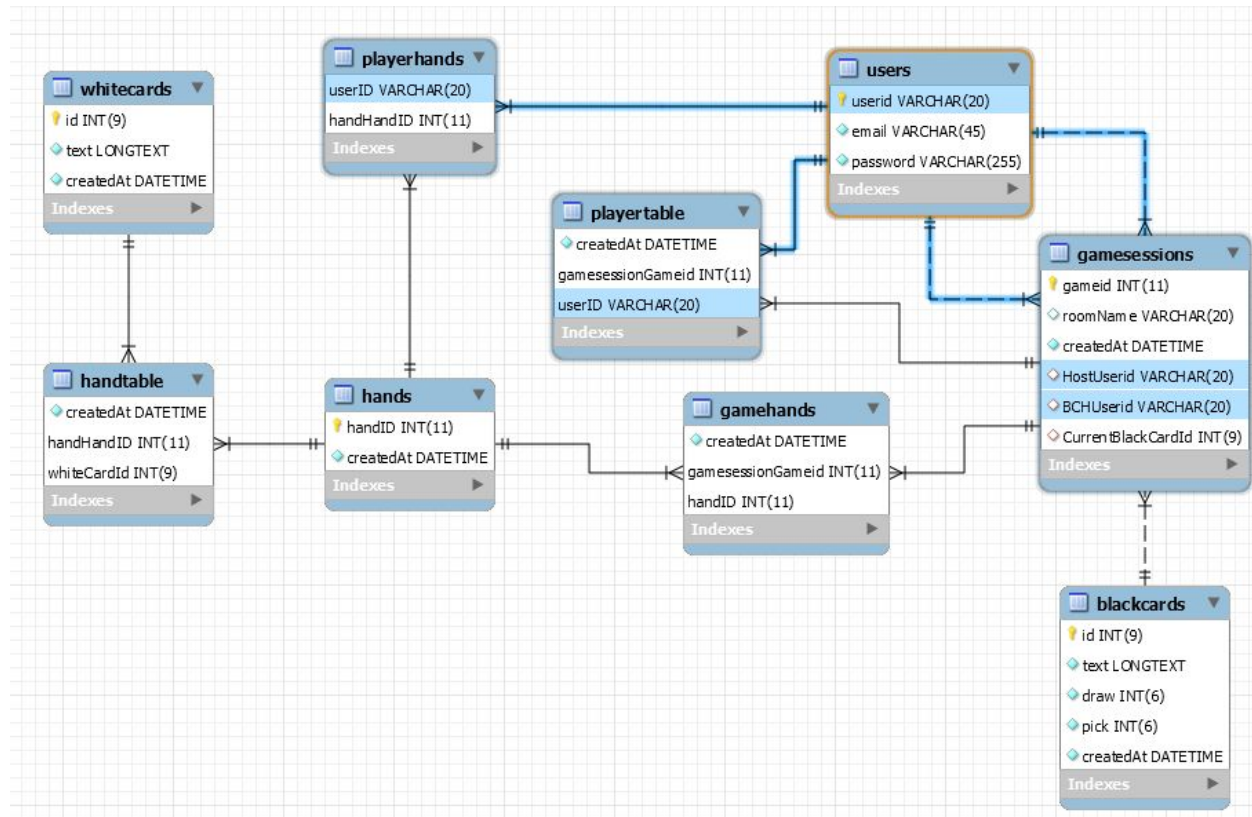 playerhands
userID VARCHAR(20)
handHandID INT(11)
Indexes
users
userid VARCHAR(20)
email VARCHAR(45)
password VARCHAR(255)
Indexes
whitecards
id INT(9)
text LONGTEXT
createdAt DATETIME
Indexes
playertable
createdAt DATETIME
gamesessionGameid INT(11)
userID VARCHAR(20)
Indexes
gamesessions
gameid INT(11)
roomName VARCHAR(20)
createdAt DATETIME
HostUserid VARCHAR(20)
BCHUserid VARCHAR(20)
CurrentBlackCardId INT(9)
Indexes
handtable
createdAt DATETIME
handHandID INT(11)
whiteCardId INT(9)
Indexes
hands
handID INT(11)
createdAt DATETIME
Indexes
gamehands
createdAt DATETIME
gamesessionGameid INT(11)
handID INT(11)
Indexes
blackcards
id INT(9)
text LONGTEXT
draw INT(6)
pick INT(6)
createdAt DATETIME
Indexes